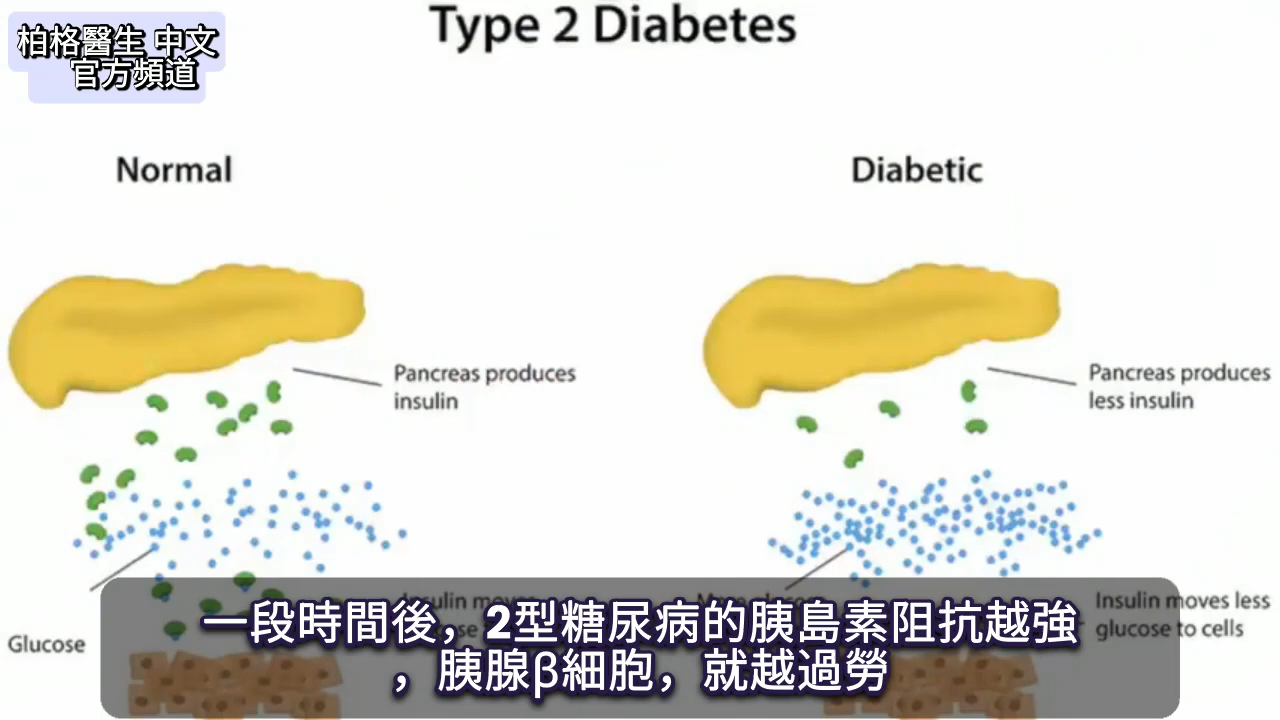 Type 2 Diabetes
柏格醫生 中文
官方頻道
Normal
Diabetic
Pancreas produces
insulin
Pancreas produces
less insulin
Glucose
Insulin moves
Insulin moves less
glucose to cells
一段時間後，2型糖尿病的胰島素阻抗越強
，胰腺β細胞，就越過勞